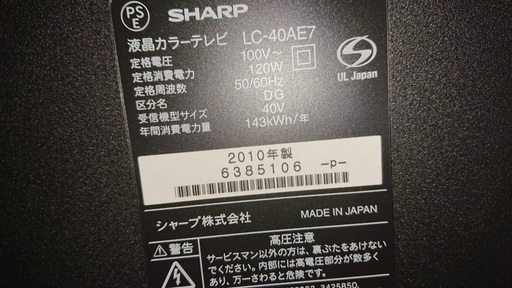 PS
E
SHARP
液晶カラーテレビ LC-40AE7
定格電圧 100V～
定格消費電力 120W
定格周波数 50/60Hz
区分名 DG
受信機型サイズ 40V
年間消費電力量 143kWh/年
UL Japan
2010年製
6385106 -p-
シャープ株式会社 MADE IN JAPAN
警告
高圧注意
サービスマン以外の方は、裏ぶたをあけない
でください。内部には高電圧部分が数多く
あり、万一さわると危険です。